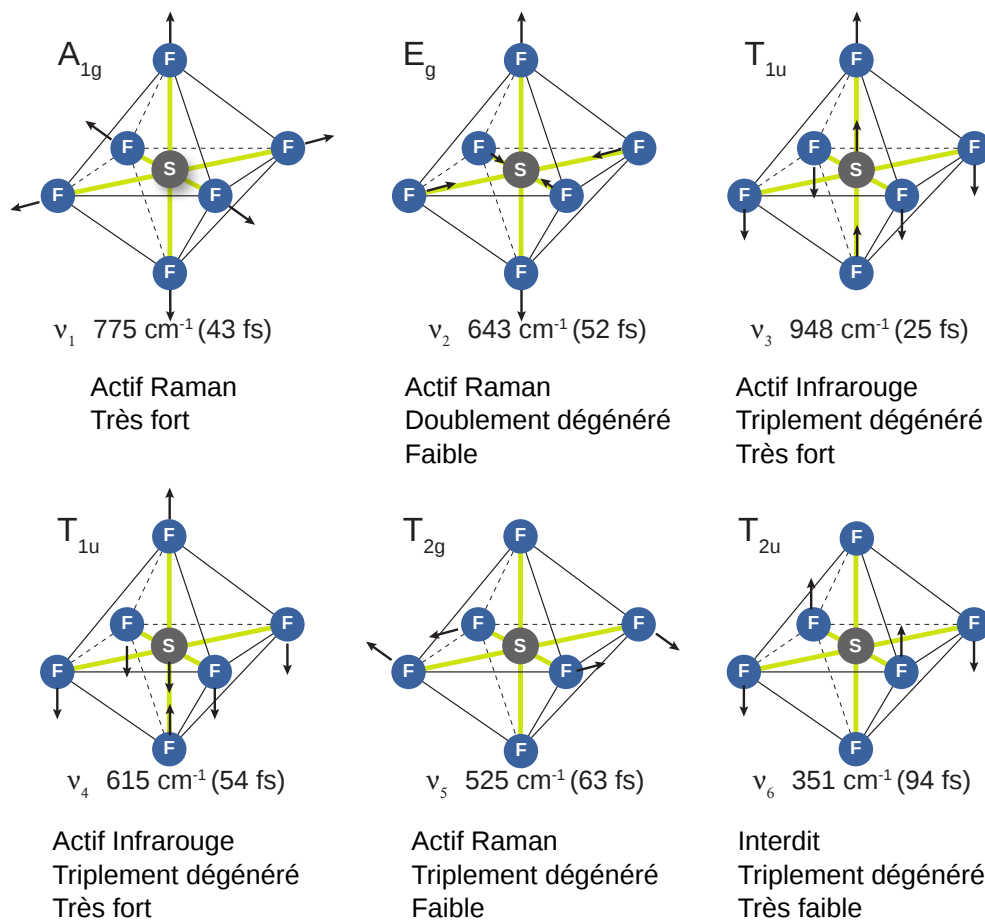 A1g
F
F
F
S
F
F
F
ν1 775 cm-1 (43 fs)
Actif Raman
Très fort
Eg
F
F
F
S
F
F
F
ν2 643 cm-1 (52 fs)
Actif Raman
Doublement dégénéré
Faible
T1u
F
F
F
S
F
F
F
ν3 948 cm-1 (25 fs)
Actif Infrarouge
Triplement dégénéré
Très fort
T1u
F
F
F
S
F
F
F
ν4 615 cm-1 (54 fs)
Actif Infrarouge
Triplement dégénéré
Très fort
T2g
F
F
F
S
F
F
F
ν5 525 cm-1 (63 fs)
Actif Raman
Triplement dégénéré
Faible
T2u
F
F
F
S
F
F
F
ν6 351 cm-1 (94 fs)
Interdit
Triplement dégénéré
Très faible